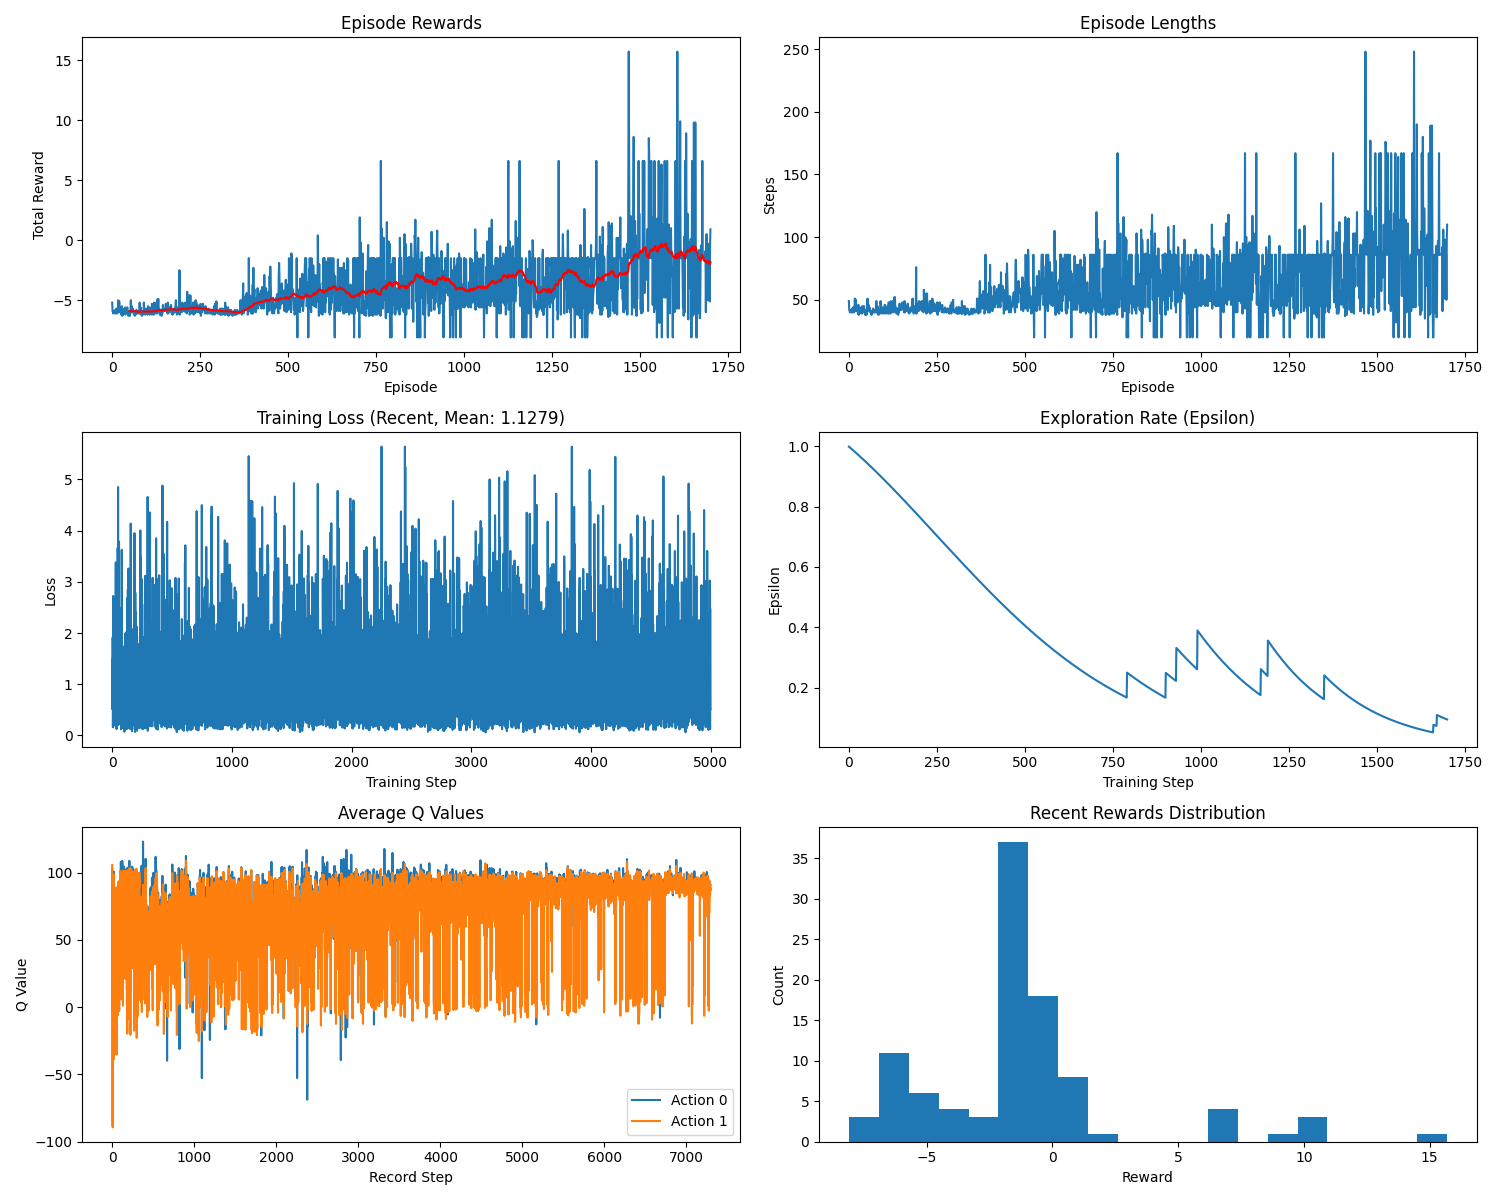 Episode Rewards
Total Reward
15
10
5
0
−5
0 250 500 750 1000 1250 1500 1750
Episode
Episode Lengths
Steps
250
200
150
100
50
0 250 500 750 1000 1250 1500 1750
Episode
Training Loss (Recent, Mean: 1.1279)
Loss
5
4
3
2
1
0
0 1000 2000 3000 4000 5000
Training Step
Exploration Rate (Epsilon)
Epsilon
1.0
0.8
0.6
0.4
0.2
0 250 500 750 1000 1250 1500 1750
Training Step
Average Q Values
Q Value
100
50
0
−50
−100
Action 0
Action 1
0 1000 2000 3000 4000 5000 6000 7000
Record Step
Recent Rewards Distribution
Count
35
30
25
20
15
10
5
0
−5 0 5 10 15
Reward